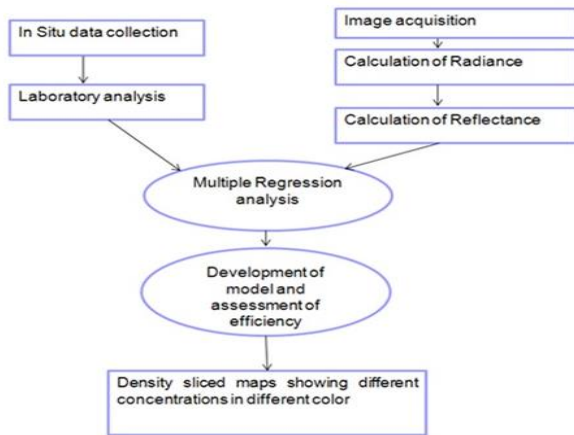 In Situ data collection
Laboratory analysis
Image acquisition
Calculation of Radiance
Calculation of Reflectance
Multiple Regression
analysis
Development of
model and
assessment of
efficiency
Density sliced maps showing different
concentrations in different color